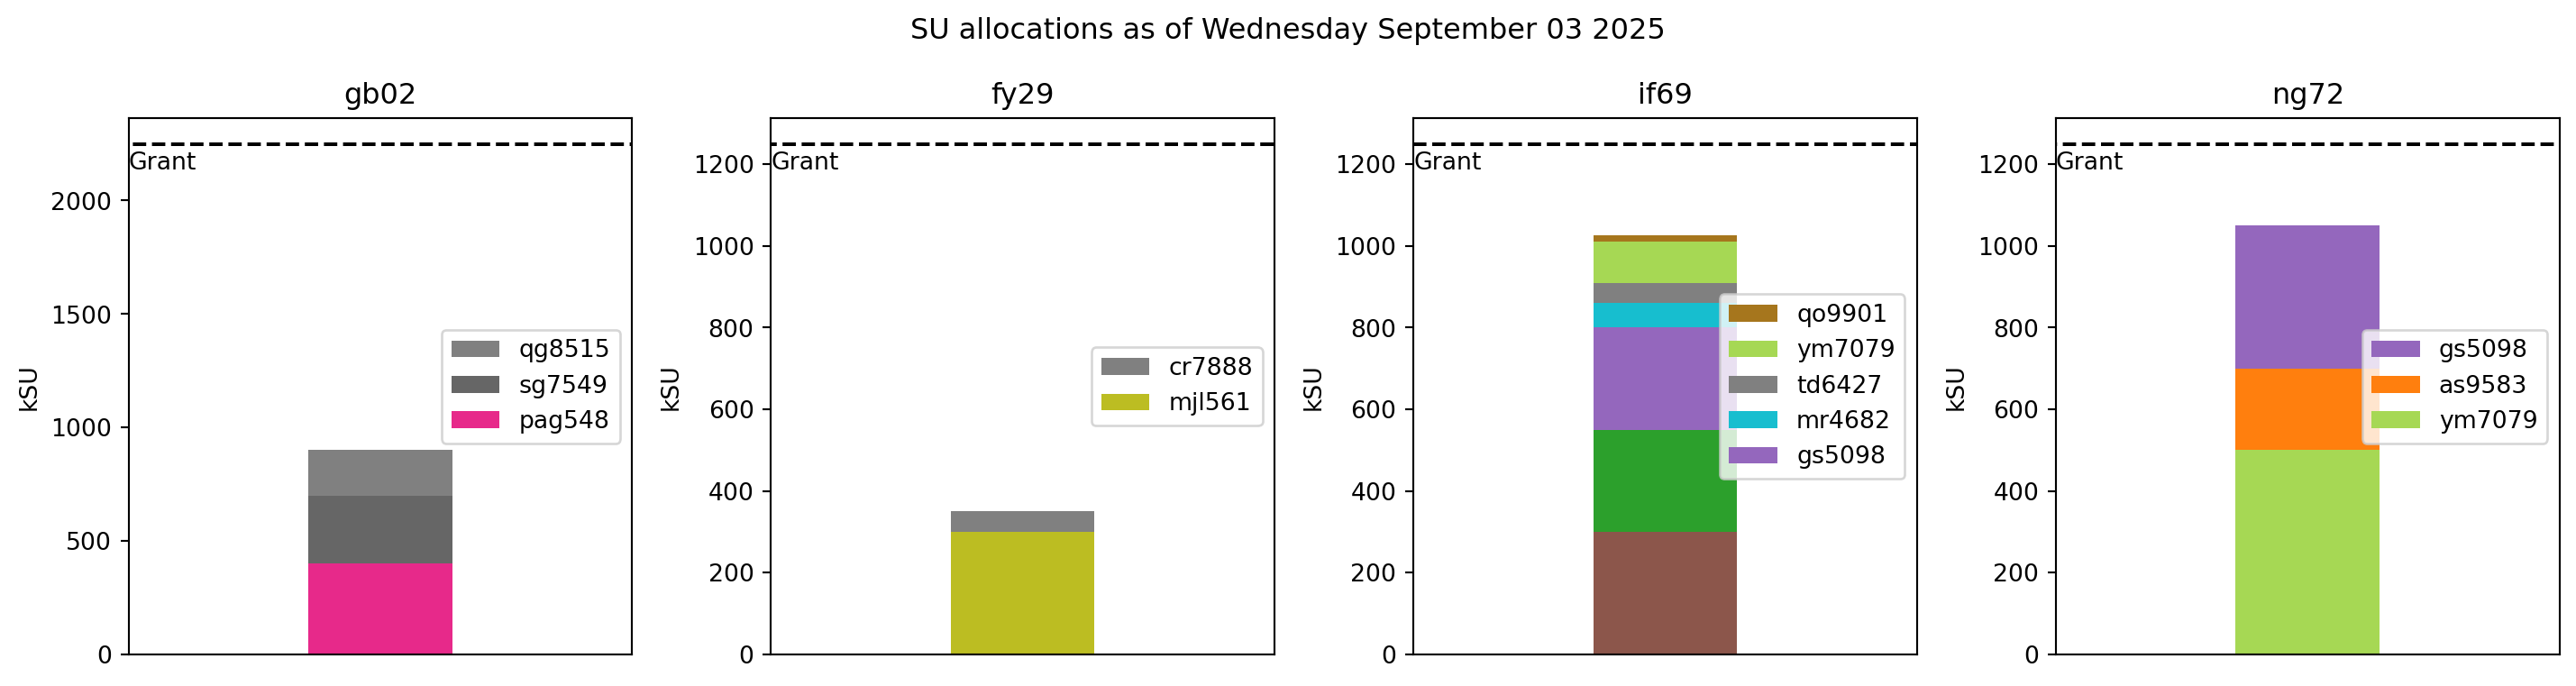 SU allocations as of Wednesday September 03 2025
gb02
Grant
2000
1500
1000
500
0
kSU
qg8515
sg7549
pag548
fy29
Grant
1200
1000
800
600
400
200
0
kSU
cr7888
mjl561
if69
Grant
1200
1000
800
600
400
200
0
kSU
qo9901
ym7079
td6427
mr4682
gs5098
ng72
Grant
1200
1000
800
600
400
200
0
kSU
gs5098
as9583
ym7079